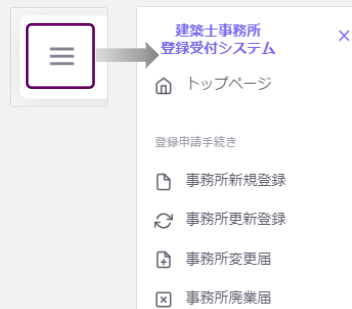 建築士事務所
登録受付システム
トップページ
登録申請手続き
事務所新規登録
事務所更新登録
事務所変更届
事務所廃業届